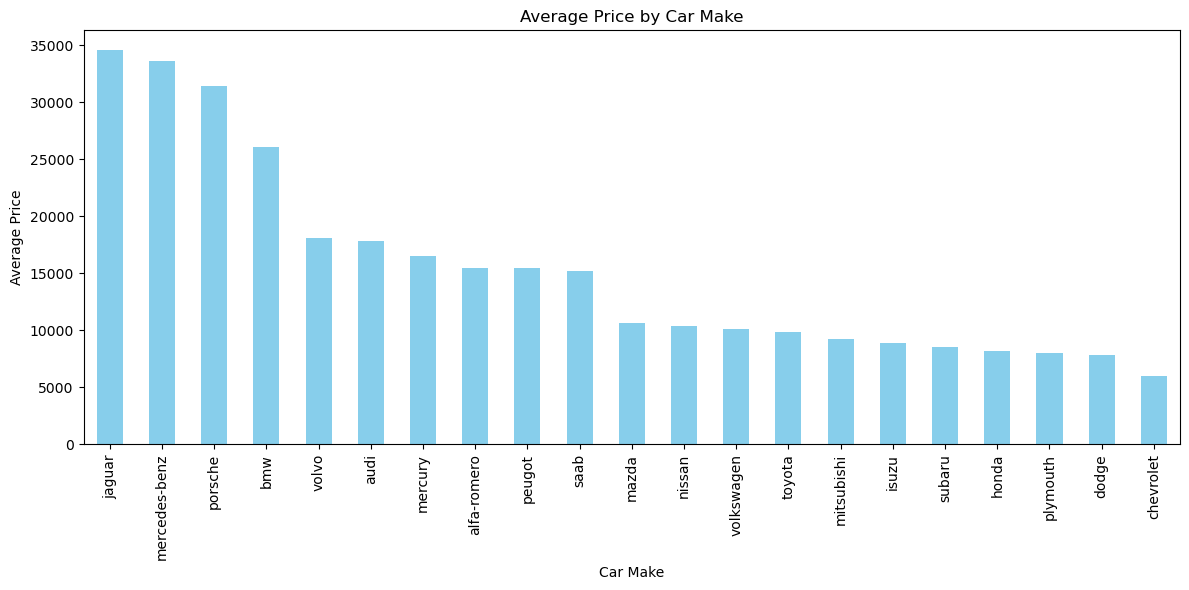 Average Price by Car Make
Average Price
35000
30000
25000
20000
15000
10000
5000
0
jaguar
mercedes-benz
porsche
bmw
volvo
audi
mercury
alfa-romero
peugot
saab
mazda
nissan
volkswagen
toyota
mitsubishi
isuzu
subaru
honda
plymouth
dodge
chevrolet
Car Make